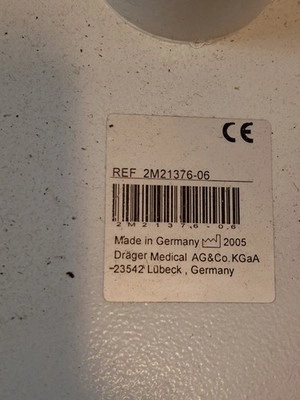 CE
REF 2M21376-06
2M21376-06
Made in Germany 2005
Dräger Medical AG&Co.KGaA
23542 Lübeck , Germany